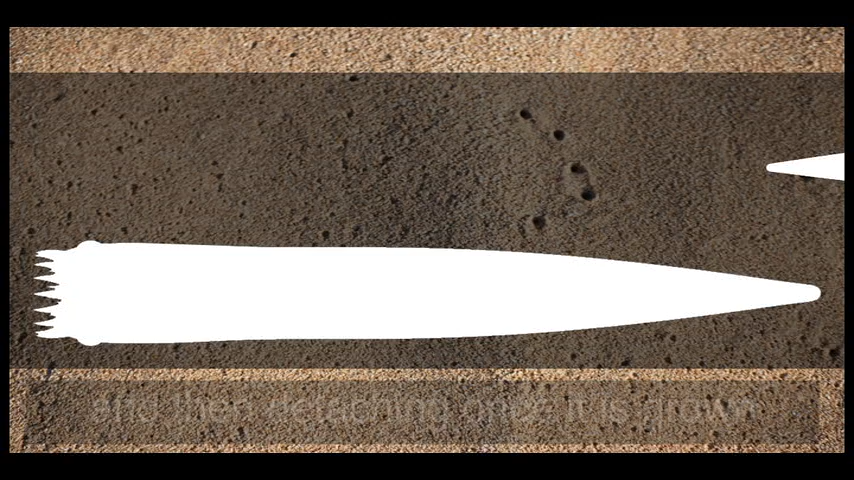 and then detaching once it is grown